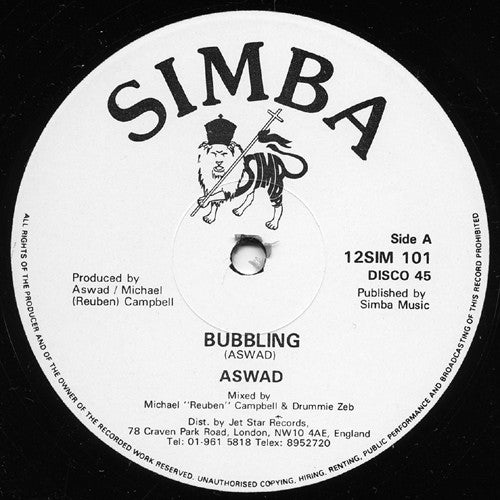 SIMBA
SIMBA
Side A
12SIM 101
DISCO 45
Produced by
Aswad / Michael
(Reuben) Campbell
Published by
Simba Music
BUBBLING
(ASWAD)
ASWAD
Mixed by
Michael "Reuben" Campbell & Drummie Zeb
Dist. by Jet Star Records,
78 Craven Park Road, London, NW10 4AE, England
Tel: 01-961 5818 Telex: 8952720
ALL RIGHTS OF THE PRODUCER AND OF THE OWNER OF THE RECORDED WORK RESERVED. UNAUTHORISED COPYING, HIRING, RENTING, PUBLIC PERFORMANCE AND BROADCASTING OF THIS RECORD PROHIBITED